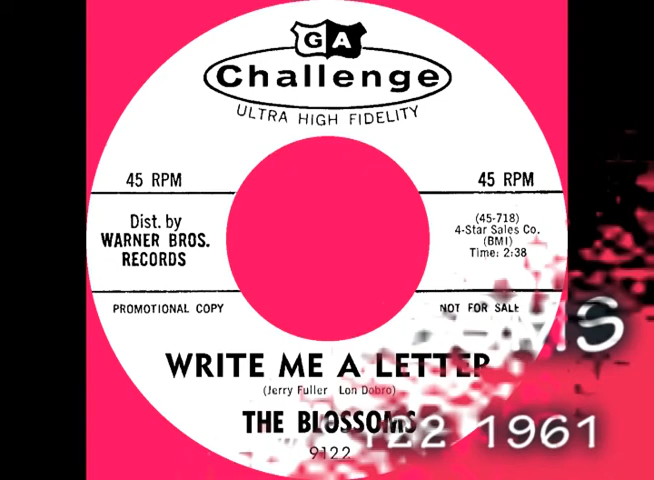 GA
Challenge
ULTRA HIGH FIDELITY
45 RPM
45 RPM
Dist. by
WARNER BROS.
RECORDS
(45-718)
4-Star Sales Co.
(BMI)
Time: 2:38
PROMOTIONAL COPY
NOT FOR SALE
WRITE ME A LETTER
(Jerry Fuller Lon Dobro)
THE BLOSSOMS
9122
1961